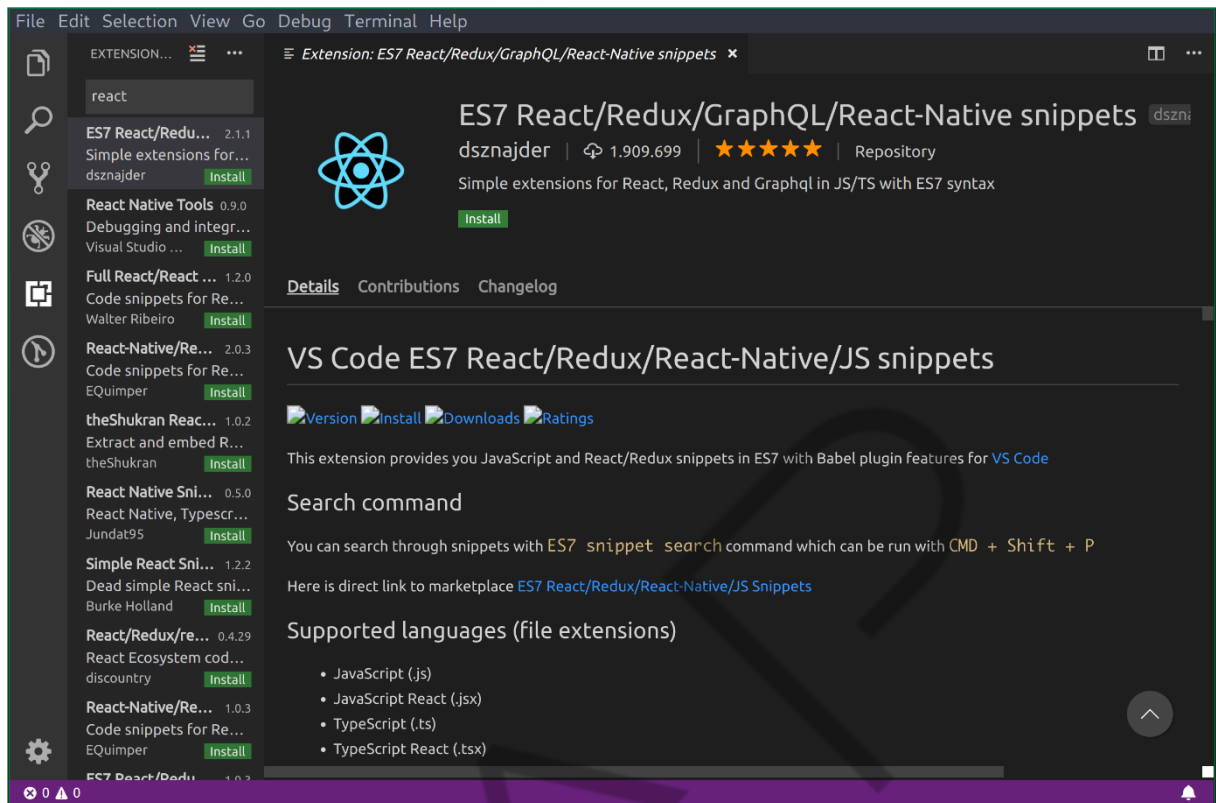 File Edit Selection View Go Debug Terminal Help
EXTENSION...
Extension: ES7 React/Redux/GraphQL/React-Native snippets
react
ES7 React/Redu... 2.1.1
Simple extensions for...
dsznajder Install
React Native Tools 0.9.0
Debugging and integr...
Visual Studio ... Install
Full React/React ... 1.2.0
Code snippets for Re...
Walter Ribeiro Install
React-Native/Re... 2.0.3
Code snippets for Re...
EQuimper Install
theShukran Reac... 1.0.2
Extract and embed R...
theShukran Install
React Native Sni... 0.5.0
React Native, Typescr...
Jundat95 Install
Simple React Sni... 1.2.2
Dead simple React sni...
Burke Holland Install
React/Redux/re... 0.4.29
React Ecosystem cod...
discountry Install
React-Native/Re... 1.0.3
Code snippets for Re...
EQuimper Install
ES7 React/Redu
ES7 React/Redux/GraphQL/React-Native snippets dszna
dsznajder | 1.909.699 | ★★★★★ | Repository
Simple extensions for React, Redux and Graphql in JS/TS with ES7 syntax
Install
Details Contributions Changelog
VS Code ES7 React/Redux/React-Native/JS snippets
Version Install Downloads Ratings
This extension provides you JavaScript and React/Redux snippets in ES7 with Babel plugin features for VS Code
Search command
You can search through snippets with ES7 snippet search command which can be run with CMD + Shift + P
Here is direct link to marketplace ES7 React/Redux/React-Native/JS Snippets
Supported languages (file extensions)
• JavaScript (.js)
• JavaScript React (.jsx)
• TypeScript (.ts)
• TypeScript React (.tsx)
0 0